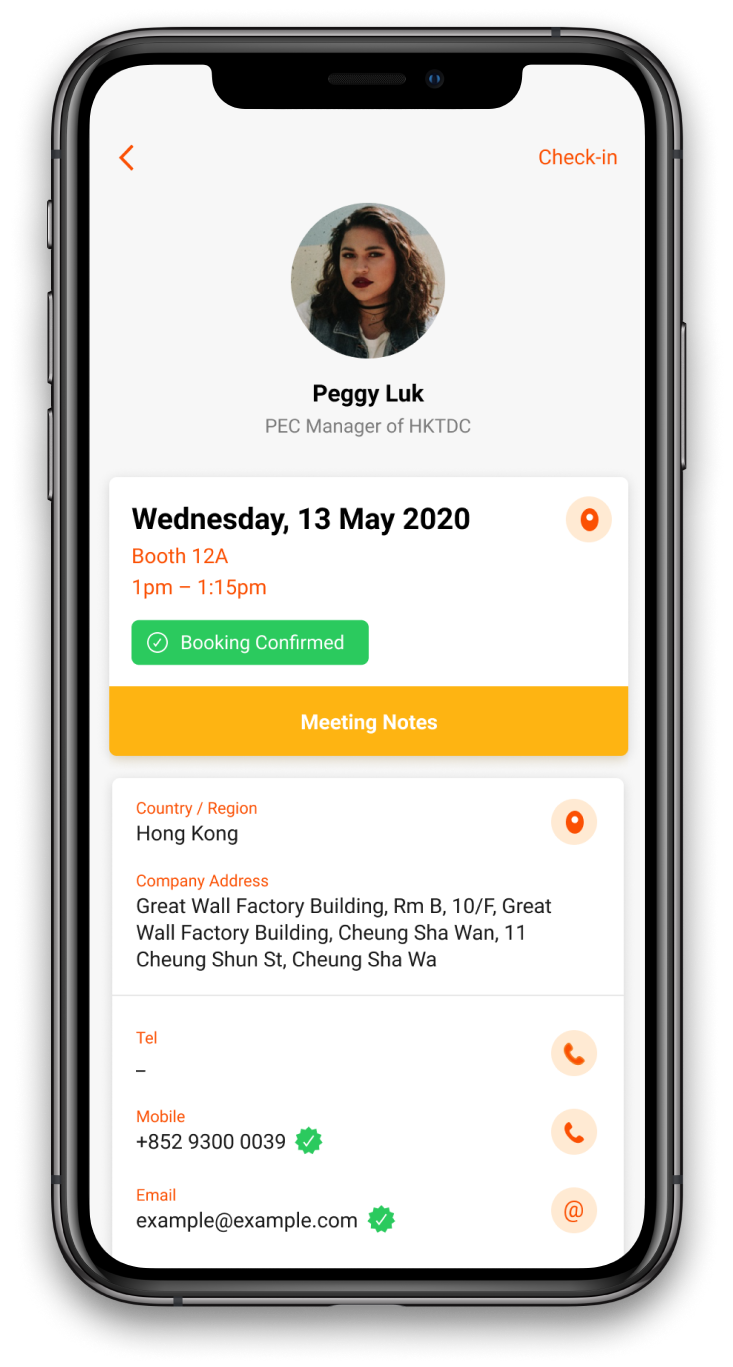 Check-in
Peggy Luk
PEC Manager of HKTDC
Wednesday, 13 May 2020
Booth 12A
1pm – 1:15pm
Booking Confirmed
Meeting Notes
Country / Region
Hong Kong
Company Address
Great Wall Factory Building, Rm B, 10/F, Great
Wall Factory Building, Cheung Sha Wan, 11
Cheung Shun St, Cheung Sha Wa
Tel
–
Mobile
+852 9300 0039
Email
example@example.com
@